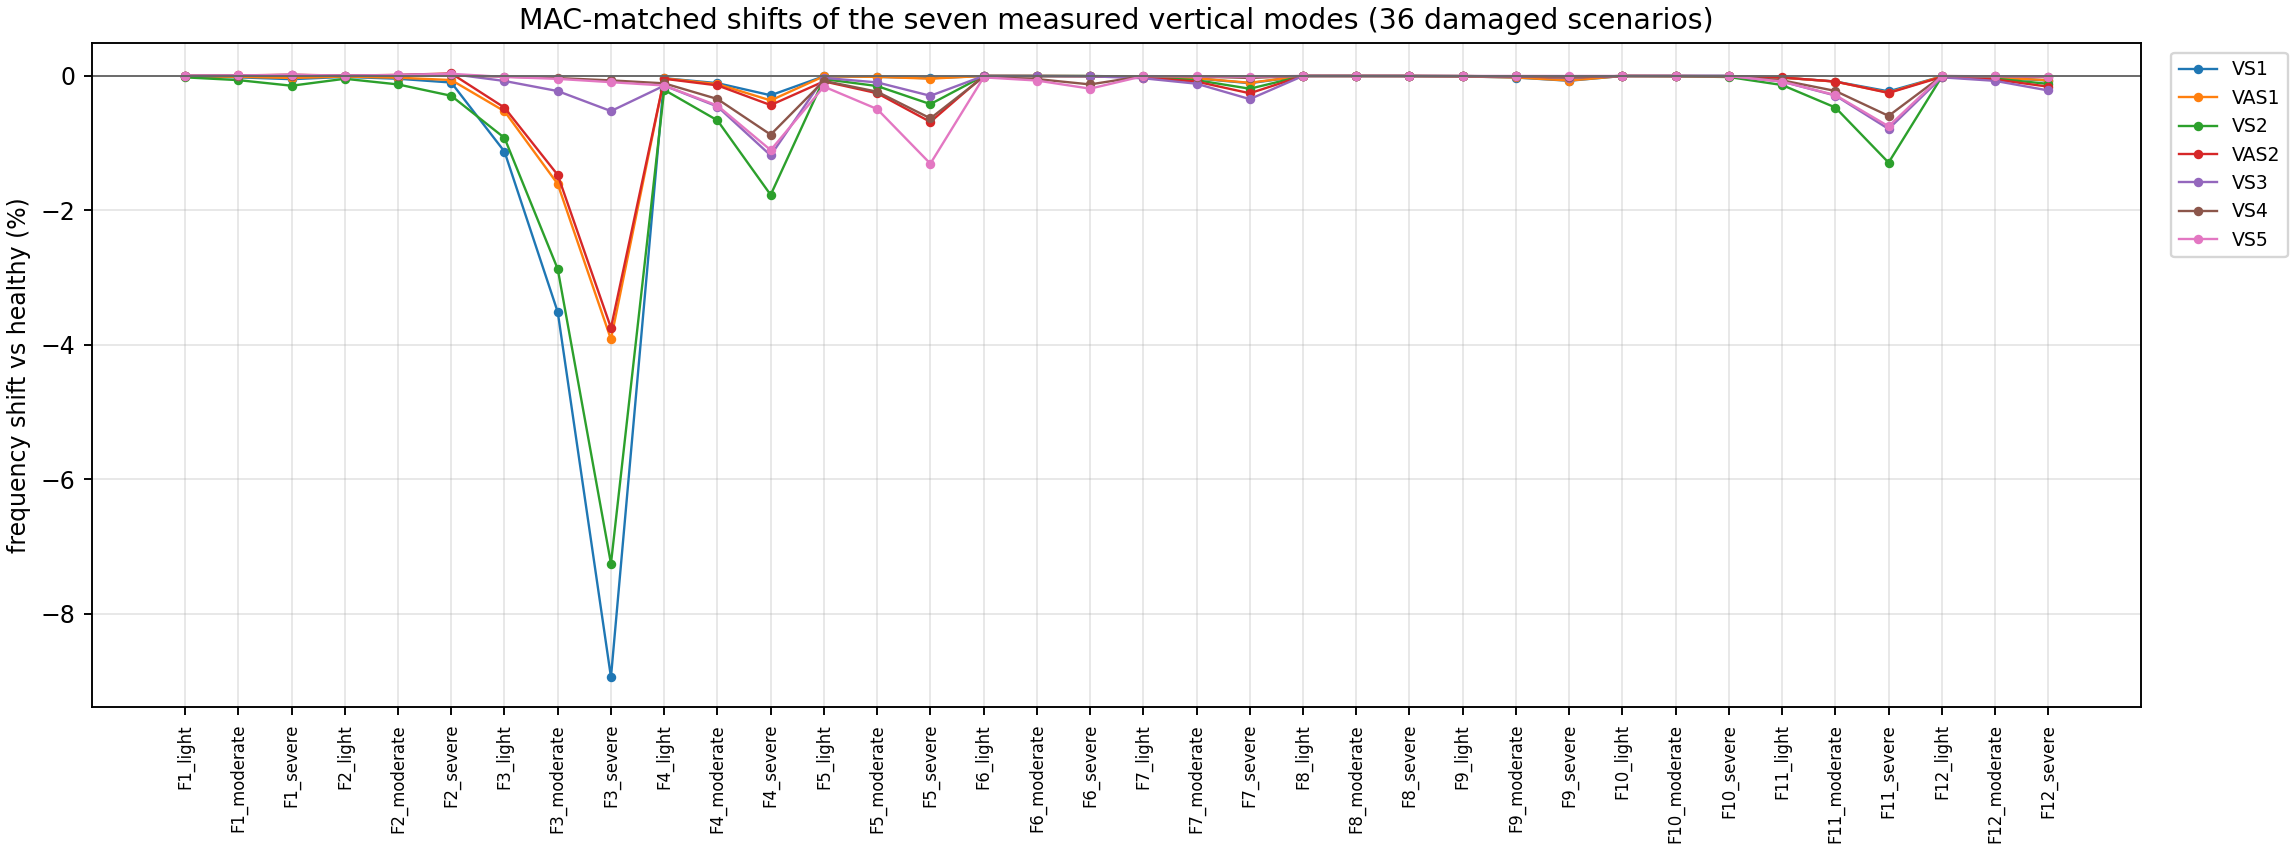 MAC-matched shifts of the seven measured vertical modes (36 damaged scenarios)
frequency shift vs healthy (%)
0
−2
−4
−6
−8
VS1
VAS1
VS2
VAS2
VS3
VS4
VS5
F1_light
F1_moderate
F1_severe
F2_light
F2_moderate
F2_severe
F3_light
F3_moderate
F3_severe
F4_light
F4_moderate
F4_severe
F5_light
F5_moderate
F5_severe
F6_light
F6_moderate
F6_severe
F7_light
F7_moderate
F7_severe
F8_light
F8_moderate
F8_severe
F9_light
F9_moderate
F9_severe
F10_light
F10_moderate
F10_severe
F11_light
F11_moderate
F11_severe
F12_light
F12_moderate
F12_severe